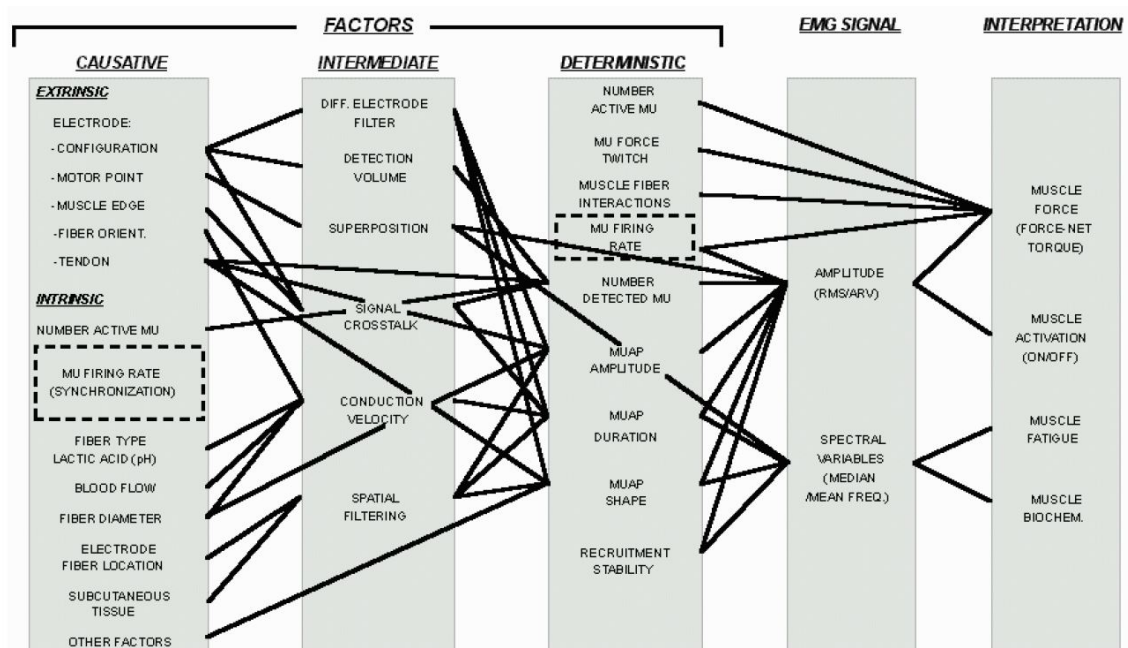 FACTORS
EMG SIGNAL
INTERPRETATION
CAUSATIVE
INTERMEDIATE
DETERMINISTIC
EXTRINSIC
ELECTRODE:
-CONFIGURATION
-MOTOR POINT
-MUSCLE EDGE
-FIBER ORIENT.
-TENDON
INTRINSIC
NUMBER ACTIVE MU
MU FIRING RATE
(SYNCHRONIZATION)
FIBER TYPE
LACTIC ACID (pH)
BLOOD FLOW
FIBER DIAMETER
ELECTRODE
FIBER LOCATION
SUBCUTANEOUS
TISSUE
OTHER FACTORS
DIFF. ELECTRODE
FILTER
DETECTION
VOLUME
SUPERPOSITION
SIGNAL
CROSSTALK
CONDUCTION
VELOCITY
SPATIAL
FILTERING
NUMBER
ACTIVE MU
MU FORCE
TWITCH
MUSCLE FIBER
INTERACTIONS
MU FIRING
RATE
NUMBER
DETECTED MU
MUAP
AMPLITUDE
MUAP
DURATION
MUAP
SHAPE
RECRUITMENT
STABILITY
AMPLITUDE
(RMS/ARV)
SPECTRAL
VARIABLES
(MEDIAN
/MEAN FREQ.)
MUSCLE
FORCE
(FORCE-NET
TORQUE)
MUSCLE
ACTIVATION
(ON/OFF)
MUSCLE
FATIGUE
MUSCLE
BIOCHEM.